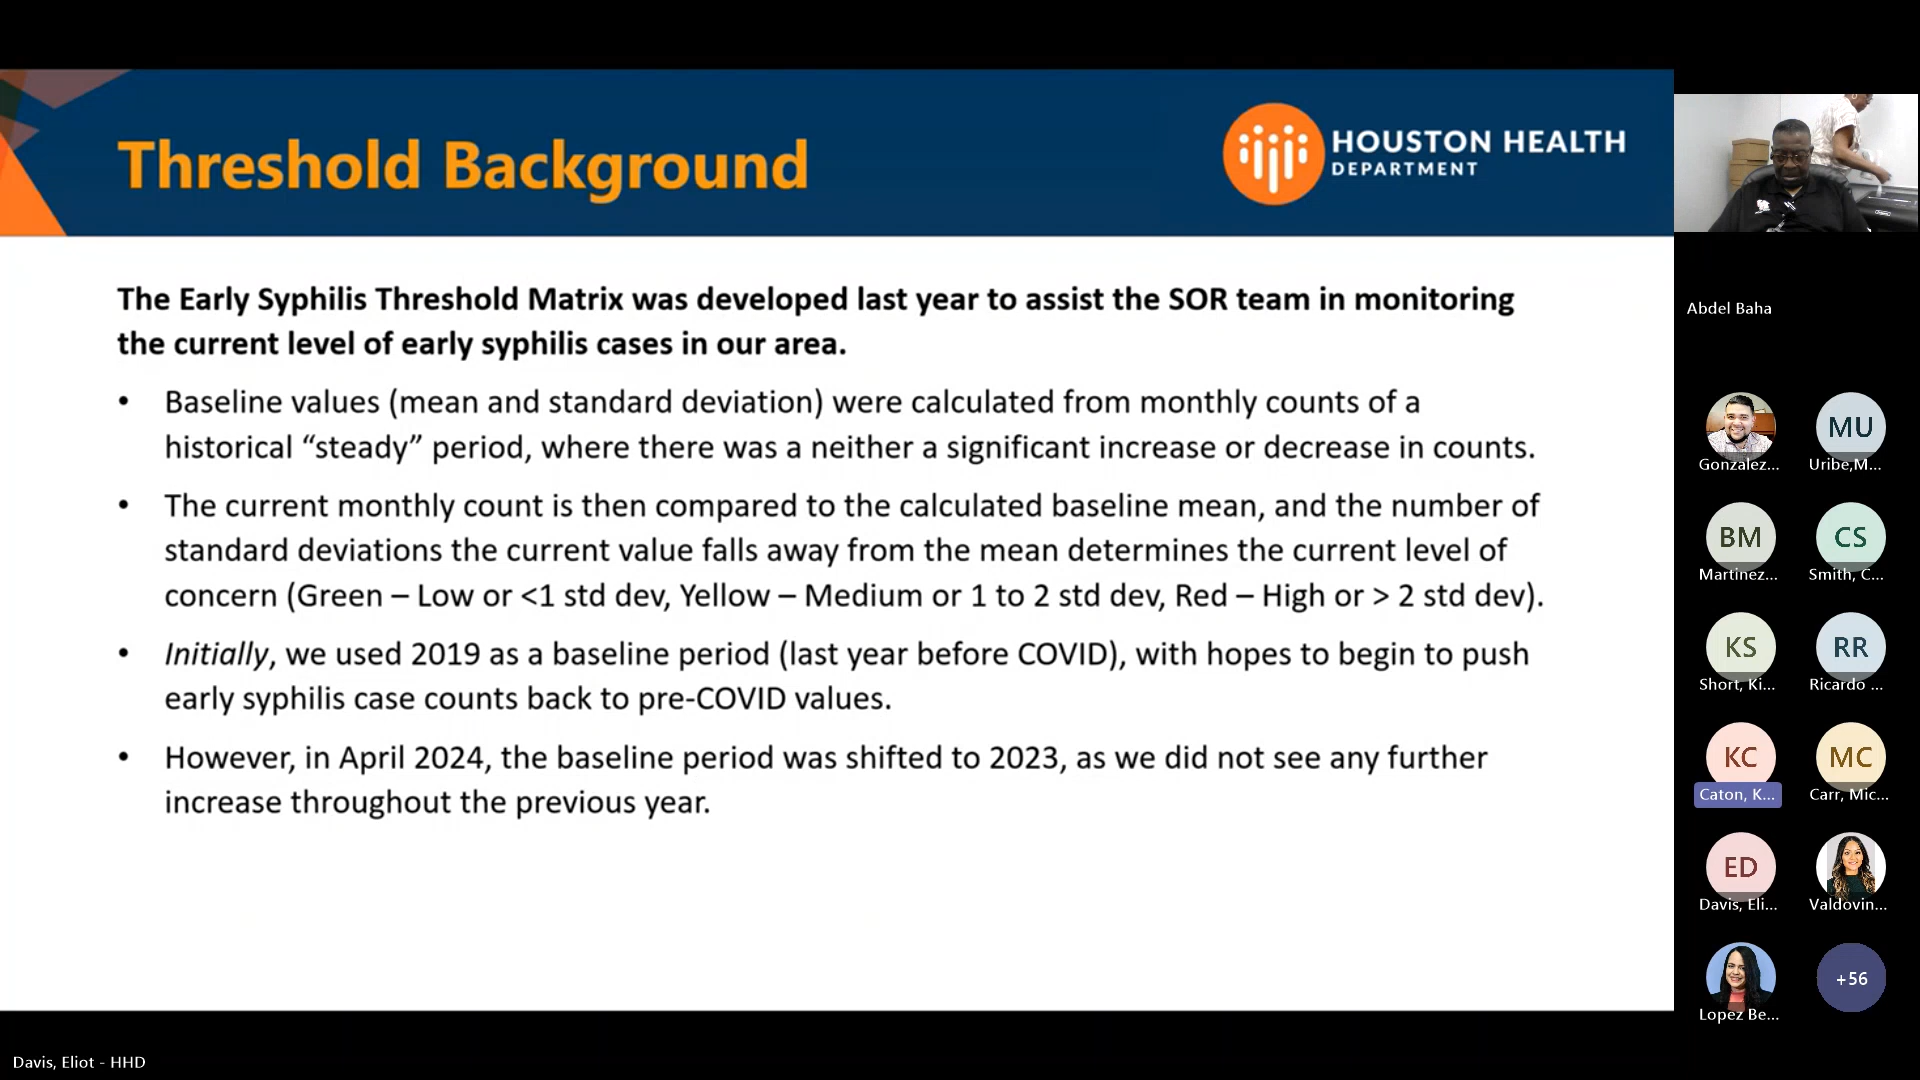 Threshold Background
HOUSTON HEALTH
DEPARTMENT
The Early Syphilis Threshold Matrix was developed last year to assist the SOR team in monitoring
the current level of early syphilis cases in our area.
• Baseline values (mean and standard deviation) were calculated from monthly counts of a
historical “steady” period, where there was a neither a significant increase or decrease in counts.
• The current monthly count is then compared to the calculated baseline mean, and the number of
standard deviations the current value falls away from the mean determines the current level of
concern (Green – Low or <1 std dev, Yellow – Medium or 1 to 2 std dev, Red – High or > 2 std dev).
• Initially, we used 2019 as a baseline period (last year before COVID), with hopes to begin to push
early syphilis case counts back to pre-COVID values.
• However, in April 2024, the baseline period was shifted to 2023, as we did not see any further
increase throughout the previous year.
Davis, Eliot - HHD
Abdel Baha
MU
Gonzalez...
Uribe,M...
BM
CS
Martinez...
Smith, C...
KS
RR
Short, Ki...
Ricardo ...
KC
MC
Caton, K...
Carr, Mic...
ED
Davis, Eli...
Valdovin...
+56
Lopez Be...